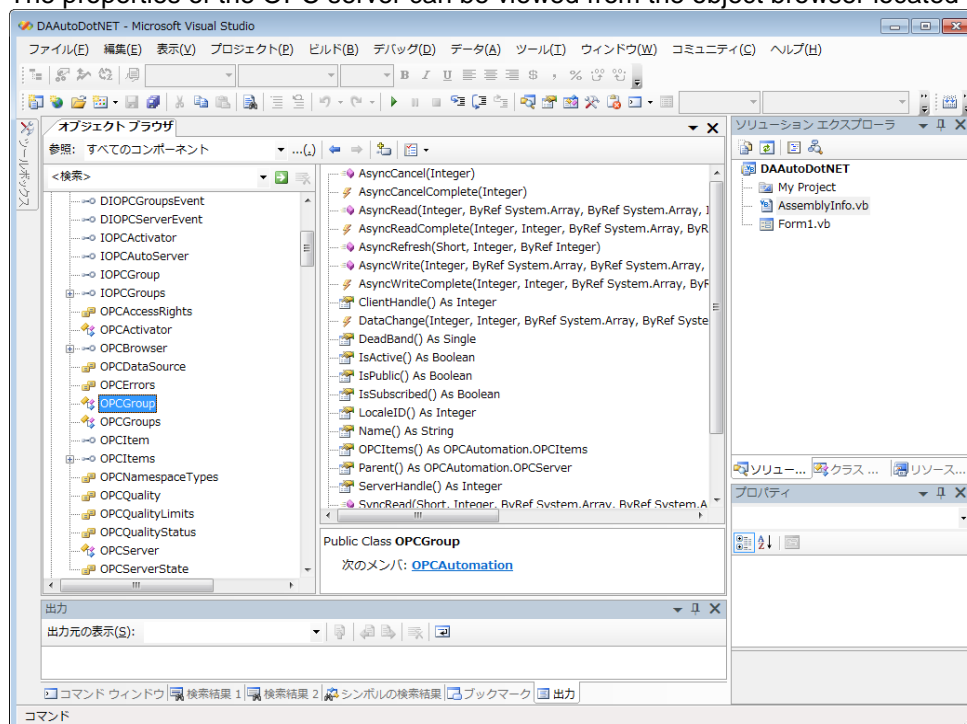 The properties of the OPC server can be viewed from the object browser located
DAAutoDotNET - Microsoft Visual Studio
ファイル(F) 編集(E) 表示(V) プロジェクト(P) ビルド(B) デバッグ(D) データ(A) ツール(T) ウィンドウ(W) コミュニティ(C) ヘルプ(H)
ツールボックス
オブジェクト ブラウザ
参照: すべてのコンポーネント ...(.)
<検索>
DIOPCGroupsEvent
DIOPCServerEvent
IOPCActivator
IOPCAutoServer
IOPCGroup
IOPCGroups
OPCAccessRights
OPCActivator
OPCBrowser
OPCDataSource
OPCErrors
OPCGroup
OPCGroups
OPCItem
OPCItems
OPCNamespaceTypes
OPCQuality
OPCQualityLimits
OPCQualityStatus
OPCServer
OPCServerState
AsyncCancel(Integer)
AsyncCancelComplete(Integer)
AsyncRead(Integer, ByRef System.Array, ByRef System.Array, I
AsyncReadComplete(Integer, Integer, ByRef System.Array, ByR
AsyncRefresh(Short, Integer, ByRef Integer)
AsyncWrite(Integer, ByRef System.Array, ByRef System.Array,
AsyncWriteComplete(Integer, Integer, ByRef System.Array, ByR
ClientHandle() As Integer
DataChange(Integer, Integer, ByRef System.Array, ByRef Syste
DeadBand() As Single
IsActive() As Boolean
IsPublic() As Boolean
IsSubscribed() As Boolean
LocaleID() As Integer
Name() As String
OPCItems() As OPCAutomation.OPCItems
Parent() As OPCAutomation.OPCServer
ServerHandle() As Integer
SyncRead(Short, Integer, ByRef System.Array, ByRef System.A
Public Class OPCGroup
次のメンバ: OPCAutomation
ソリューション エクスプローラ
DAAutoDotNET
My Project
AssemblyInfo.vb
Form1.vb
ソリュー... クラス ... リソース...
プロパティ
出力
出力元の表示(S):
コマンド ウィンドウ 検索結果 1 検索結果 2 シンボルの検索結果 ブックマーク 出力
コマンド